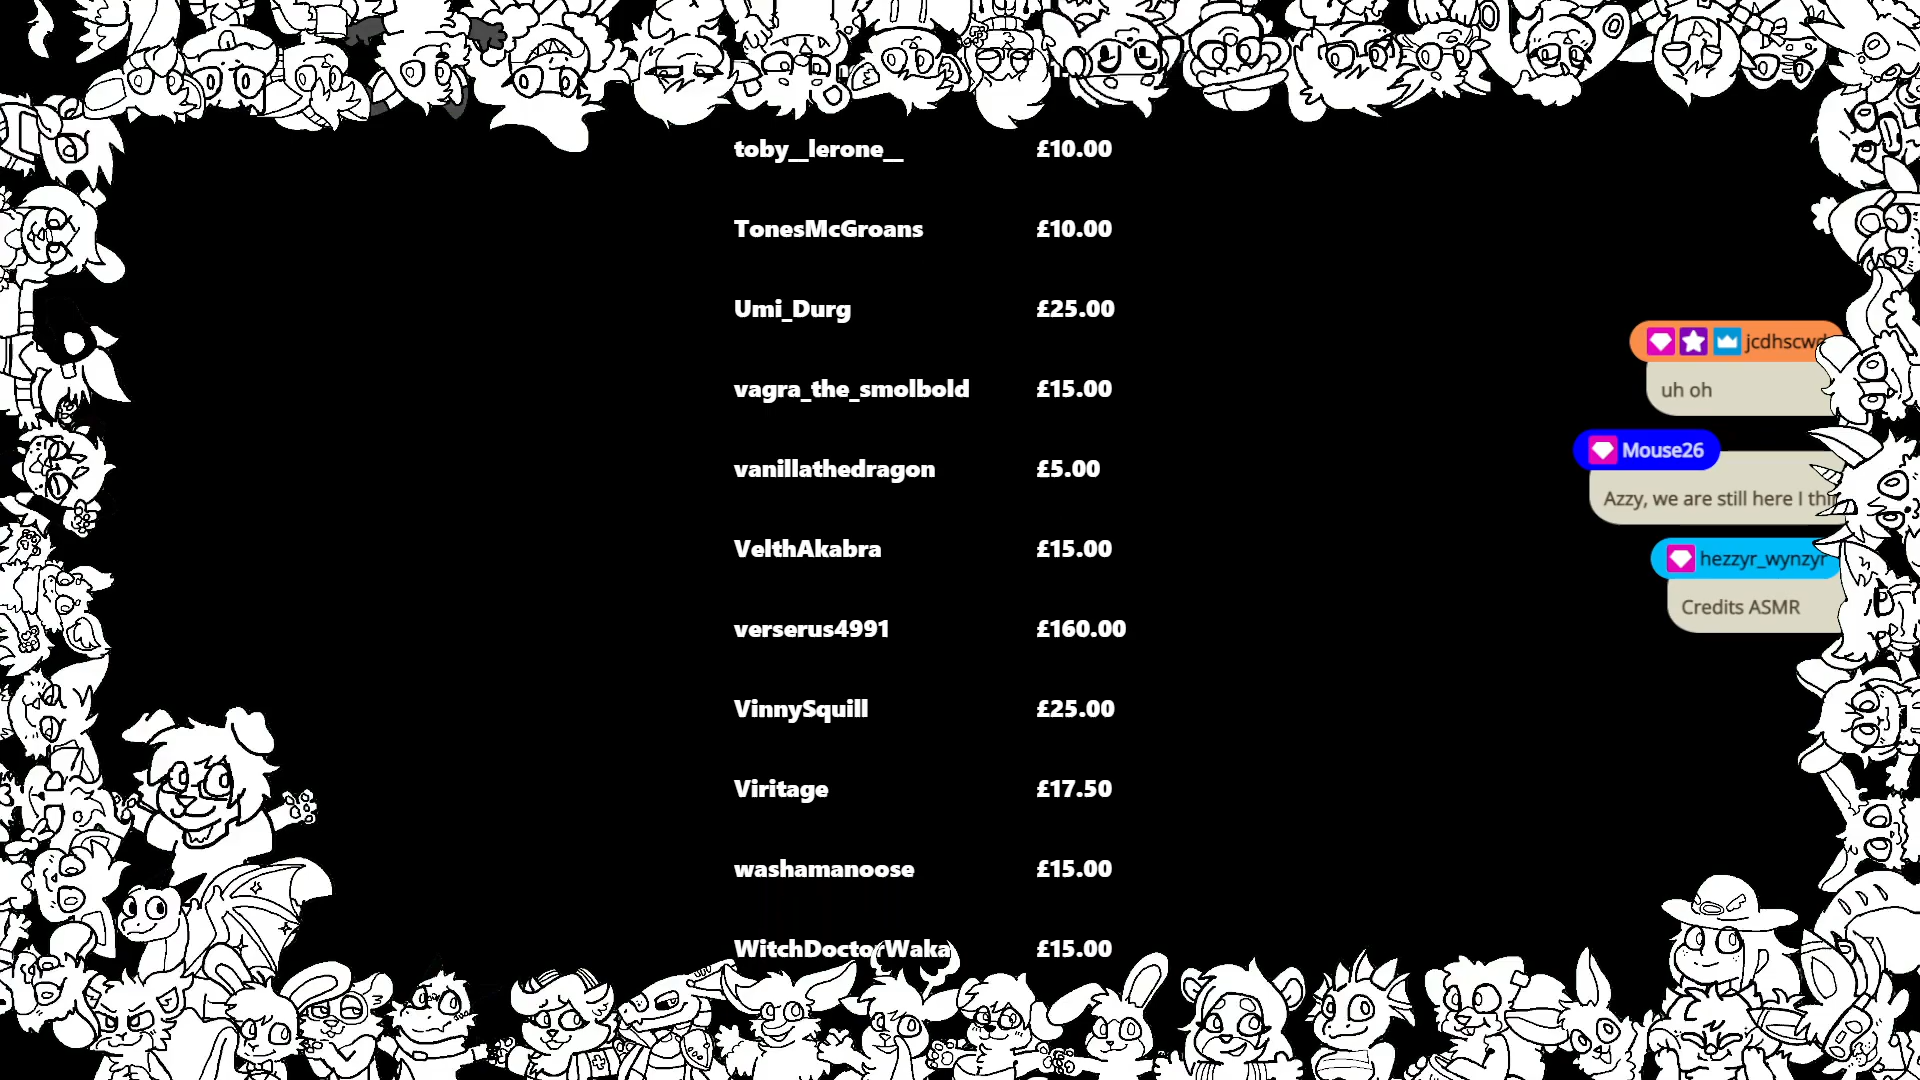 toby__lerone__ £10.00
TonesMcGroans £10.00
Umi_Durg £25.00
vagra_the_smolbold £15.00
vanillathedragon £5.00
VelthAkabra £15.00
verserus4991 £160.00
VinnySquill £25.00
Viritage £17.50
washamanoose £15.00
WitchDoctorWaka £15.00
uh oh
Mouse26
Azzy, we are still here I
hezzyr_wynzyr
Credits ASMR